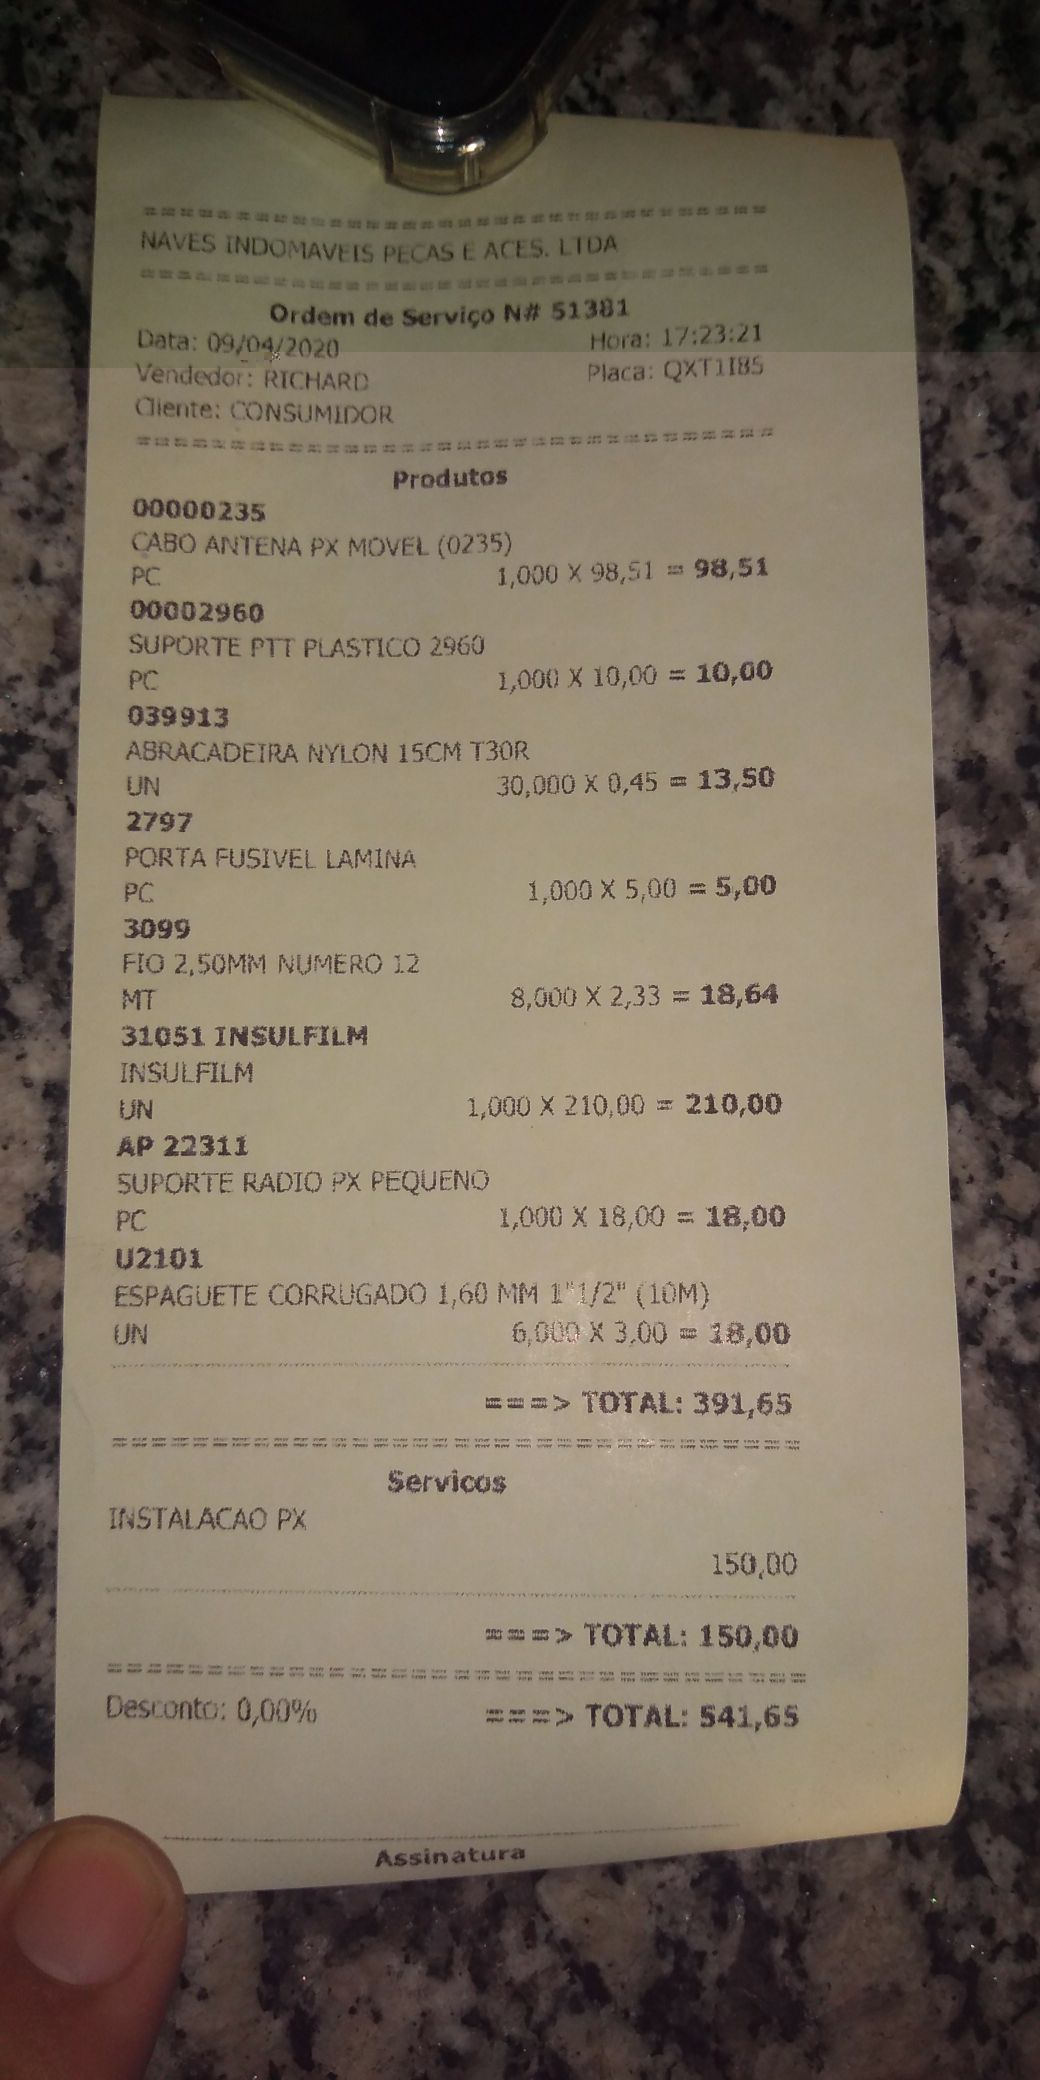 ================================
NAVES INDOMAVEIS PECAS E ACES. LTDA
================================
Ordem de Serviço N# 51381
Data: 09/04/2020 Hora: 17:23:21
Vendedor: RICHARD Placa: QXT1I85
Cliente: CONSUMIDOR
================================
Produtos
00000235
CABO ANTENA PX MOVEL (0235)
PC 1,000 X 98,51 = 98,51
00002960
SUPORTE PTT PLASTICO 2960
PC 1,000 X 10,00 = 10,00
039913
ABRACADEIRA NYLON 15CM T30R
UN 30,000 X 0,45 = 13,50
2797
PORTA FUSIVEL LAMINA
PC 1,000 X 5,00 = 5,00
3099
FIO 2,50MM NUMERO 12
MT 8,000 X 2,33 = 18,64
31051 INSULFILM
INSULFILM
UN 1,000 X 210,00 = 210,00
AP 22311
SUPORTE RADIO PX PEQUENO
PC 1,000 X 18,00 = 18,00
U2101
ESPAGUETE CORRUGADO 1,60 MM 1"1/2" (10M)
UN 6,000 X 3,00 = 18,00
===> TOTAL: 391,65
================================
Servicos
INSTALACAO PX
150,00
===> TOTAL: 150,00
================================
Desconto: 0,00% ===> TOTAL: 541,65
Assinatura